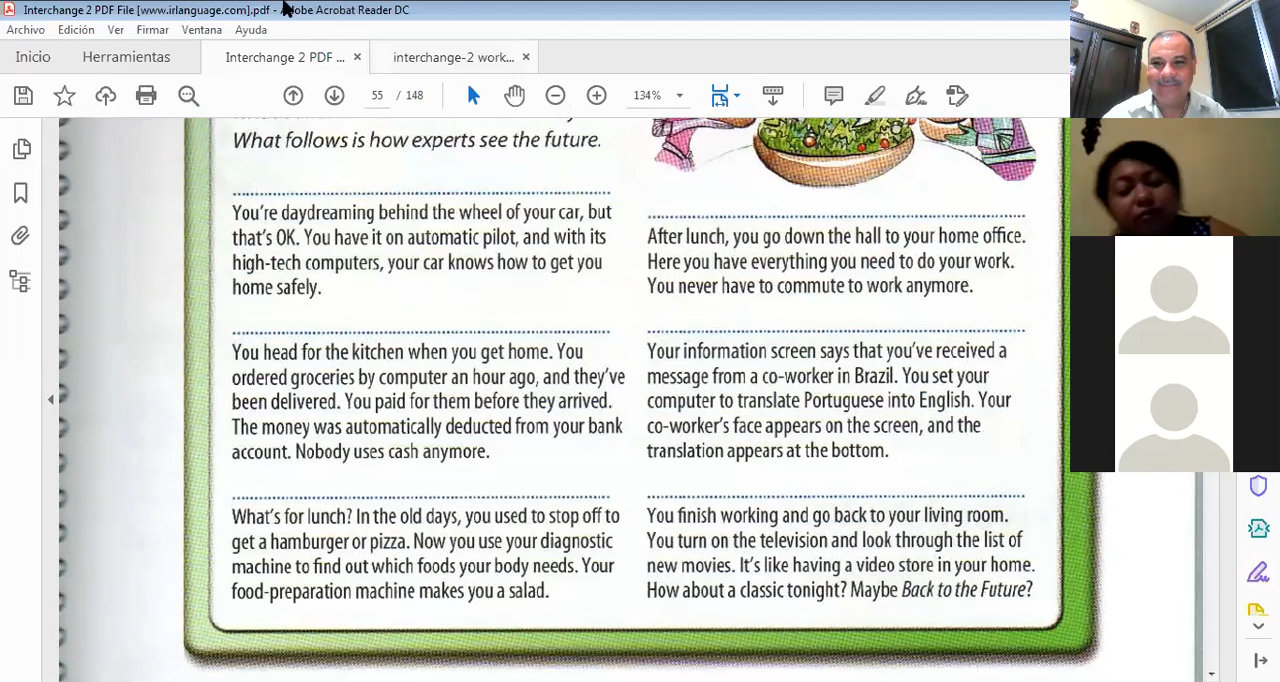 Interchange 2 PDF File [www.irlanguage.com].pdf - Adobe Acrobat Reader DC
Archivo Edición Ver Firmar Ventana Ayuda
Inicio Herramientas Interchange 2 PDF ... × interchange-2 work... ×
55 / 148 134%
What follows is how experts see the future.
You're daydreaming behind the wheel of your car, but
that's OK. You have it on automatic pilot, and with its
high-tech computers, your car knows how to get you
home safely.
You head for the kitchen when you get home. You
ordered groceries by computer an hour ago, and they've
been delivered. You paid for them before they arrived.
The money was automatically deducted from your bank
account. Nobody uses cash anymore.
What's for lunch? In the old days, you used to stop off to
get a hamburger or pizza. Now you use your diagnostic
machine to find out which foods your body needs. Your
food-preparation machine makes you a salad.
After lunch, you go down the hall to your home office.
Here you have everything you need to do your work.
You never have to commute to work anymore.
Your information screen says that you've received a
message from a co-worker in Brazil. You set your
computer to translate Portuguese into English. Your
co-worker's face appears on the screen, and the
translation appears at the bottom.
You finish working and go back to your living room.
You turn on the television and look through the list of
new movies. It's like having a video store in your home.
How about a classic tonight? Maybe Back to the Future?